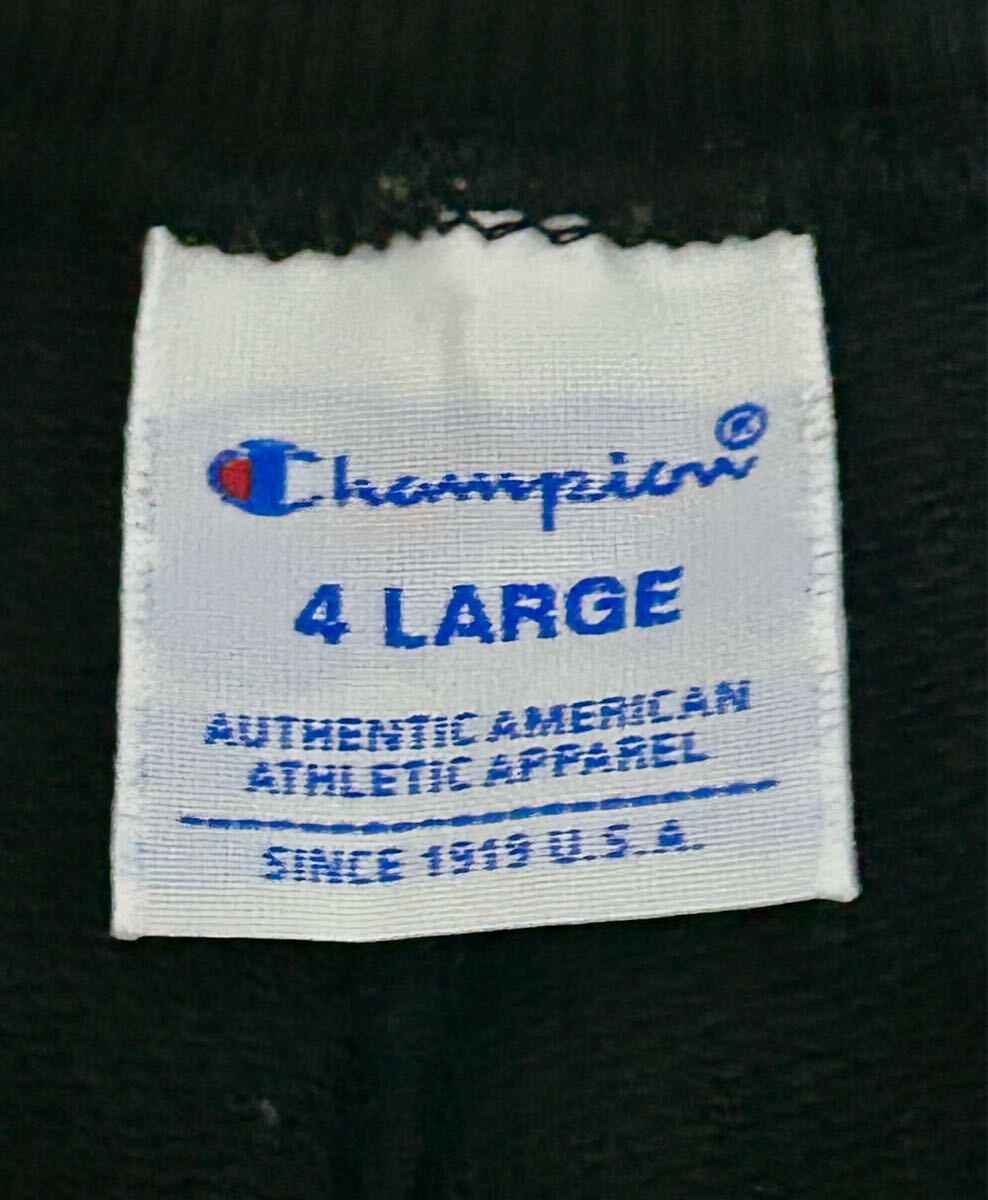 Champion®
4 LARGE
AUTHENTIC AMERICAN
ATHLETIC APPAREL
SINCE 1919 U.S.A.